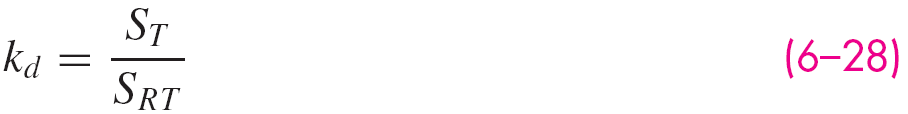 k_d = S_T / S_RT (6–28)